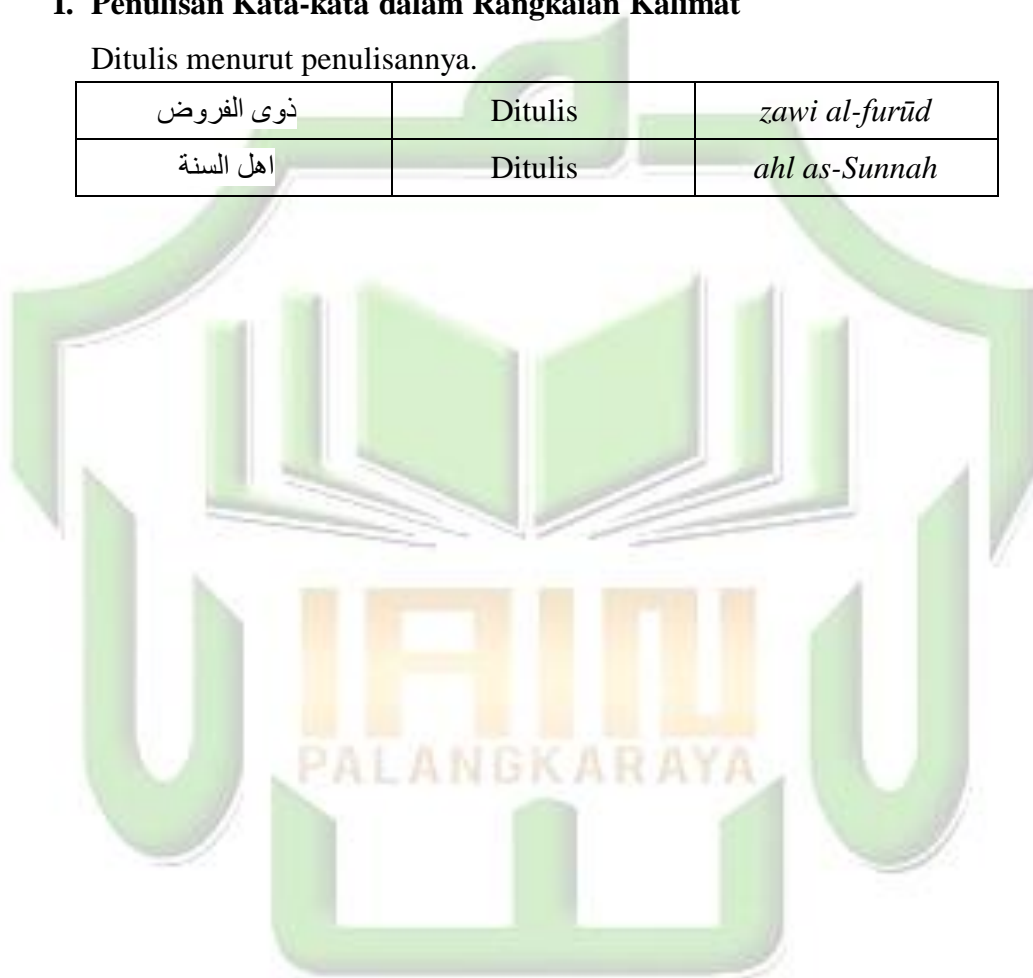 I. Penulisan Kata-kata dalam Rangkaian Kalimat
Ditulis menurut penulisannya.
ذوى الفروض Ditulis zawi al-furūd
اهل السنة Ditulis ahl as-Sunnah
IAIN
PALANGKARAYA